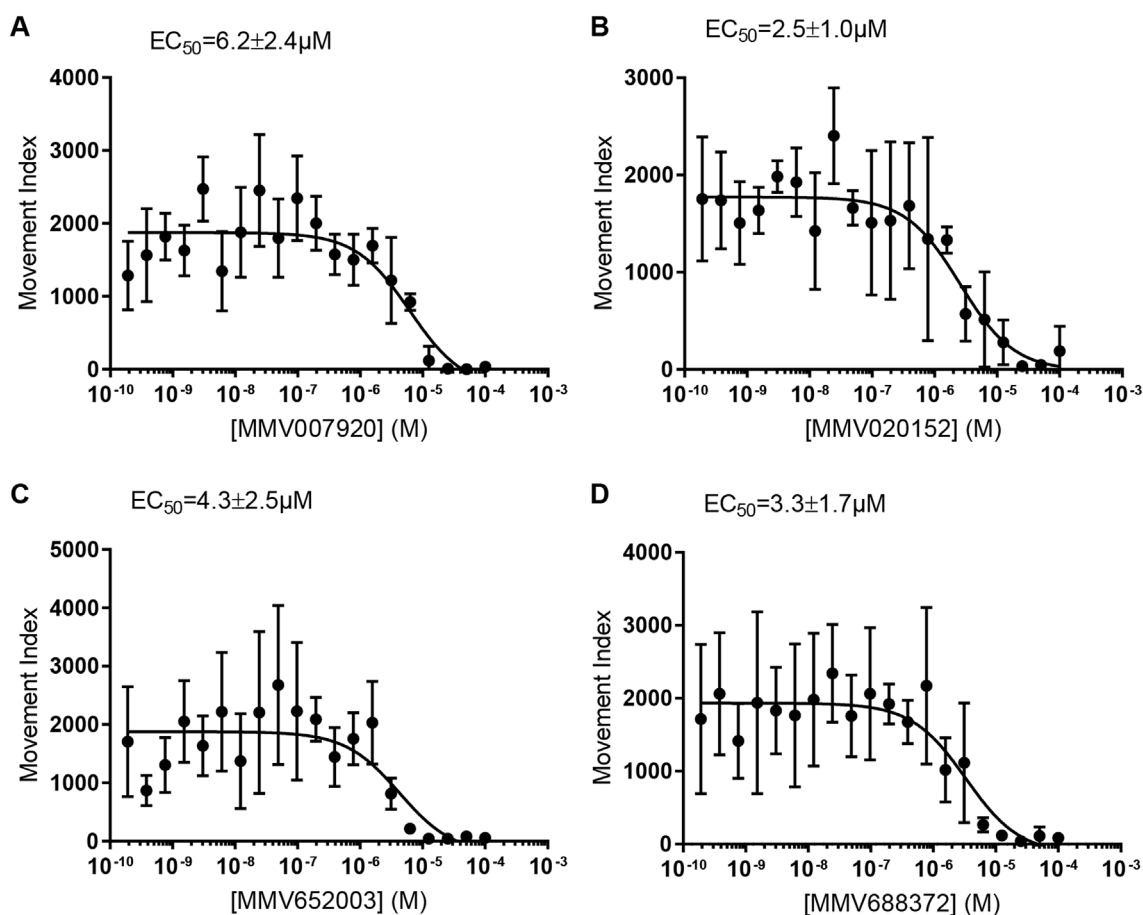 A
EC50=6.2±2.4µM
4000
3000
2000
1000
0
Movement Index
10-10 10-9 10-8 10-7 10-6 10-5 10-4 10-3
[MMV007920] (M)
B
EC50=2.5±1.0µM
3000
2000
1000
0
Movement Index
10-10 10-9 10-8 10-7 10-6 10-5 10-4 10-3
[MMV020152] (M)
C
EC50=4.3±2.5µM
5000
4000
3000
2000
1000
0
Movement Index
10-10 10-9 10-8 10-7 10-6 10-5 10-4 10-3
[MMV652003] (M)
D
EC50=3.3±1.7µM
4000
3000
2000
1000
0
Movement Index
10-10 10-9 10-8 10-7 10-6 10-5 10-4 10-3
[MMV688372] (M)